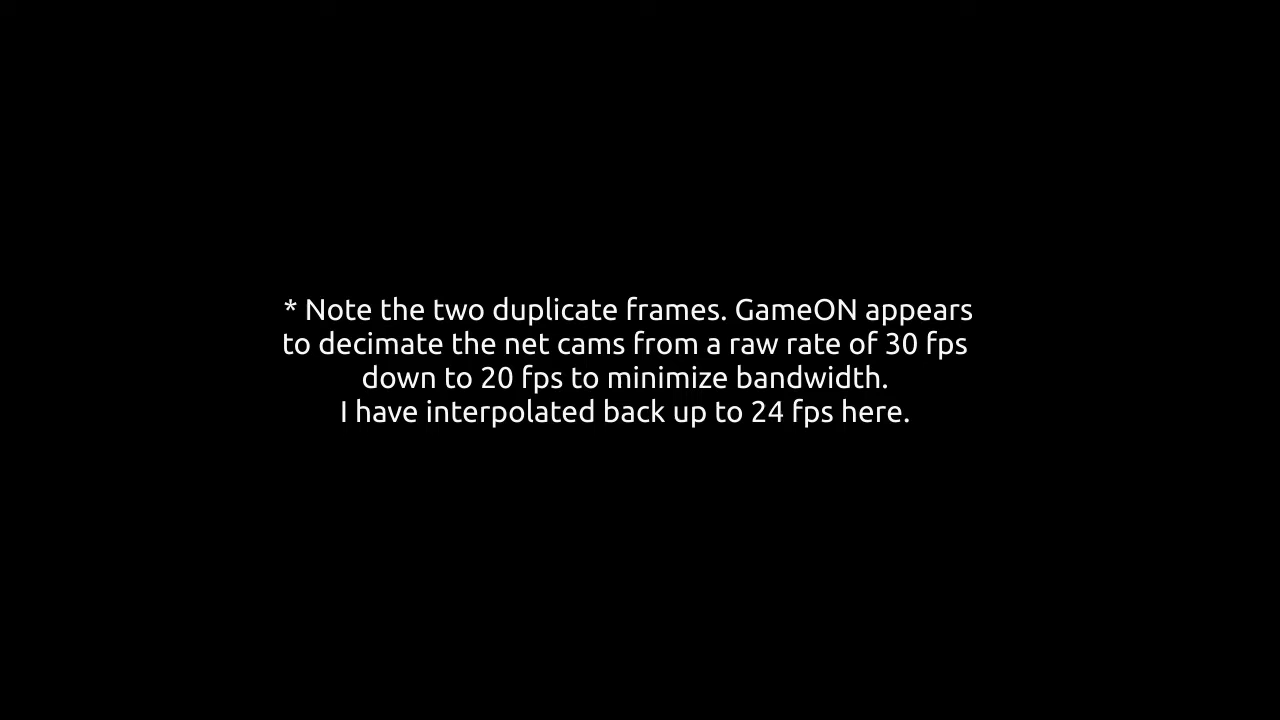 * Note the two duplicate frames. GameON appears
to decimate the net cams from a raw rate of 30 fps
down to 20 fps to minimize bandwidth.
I have interpolated back up to 24 fps here.